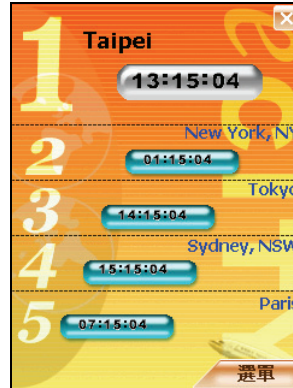 1
Taipei
13:15:04
New York, NY
2
01:15:04
Tokyo
3
14:15:04
Sydney, NSW
4
15:15:04
Paris
5
07:15:04
選單